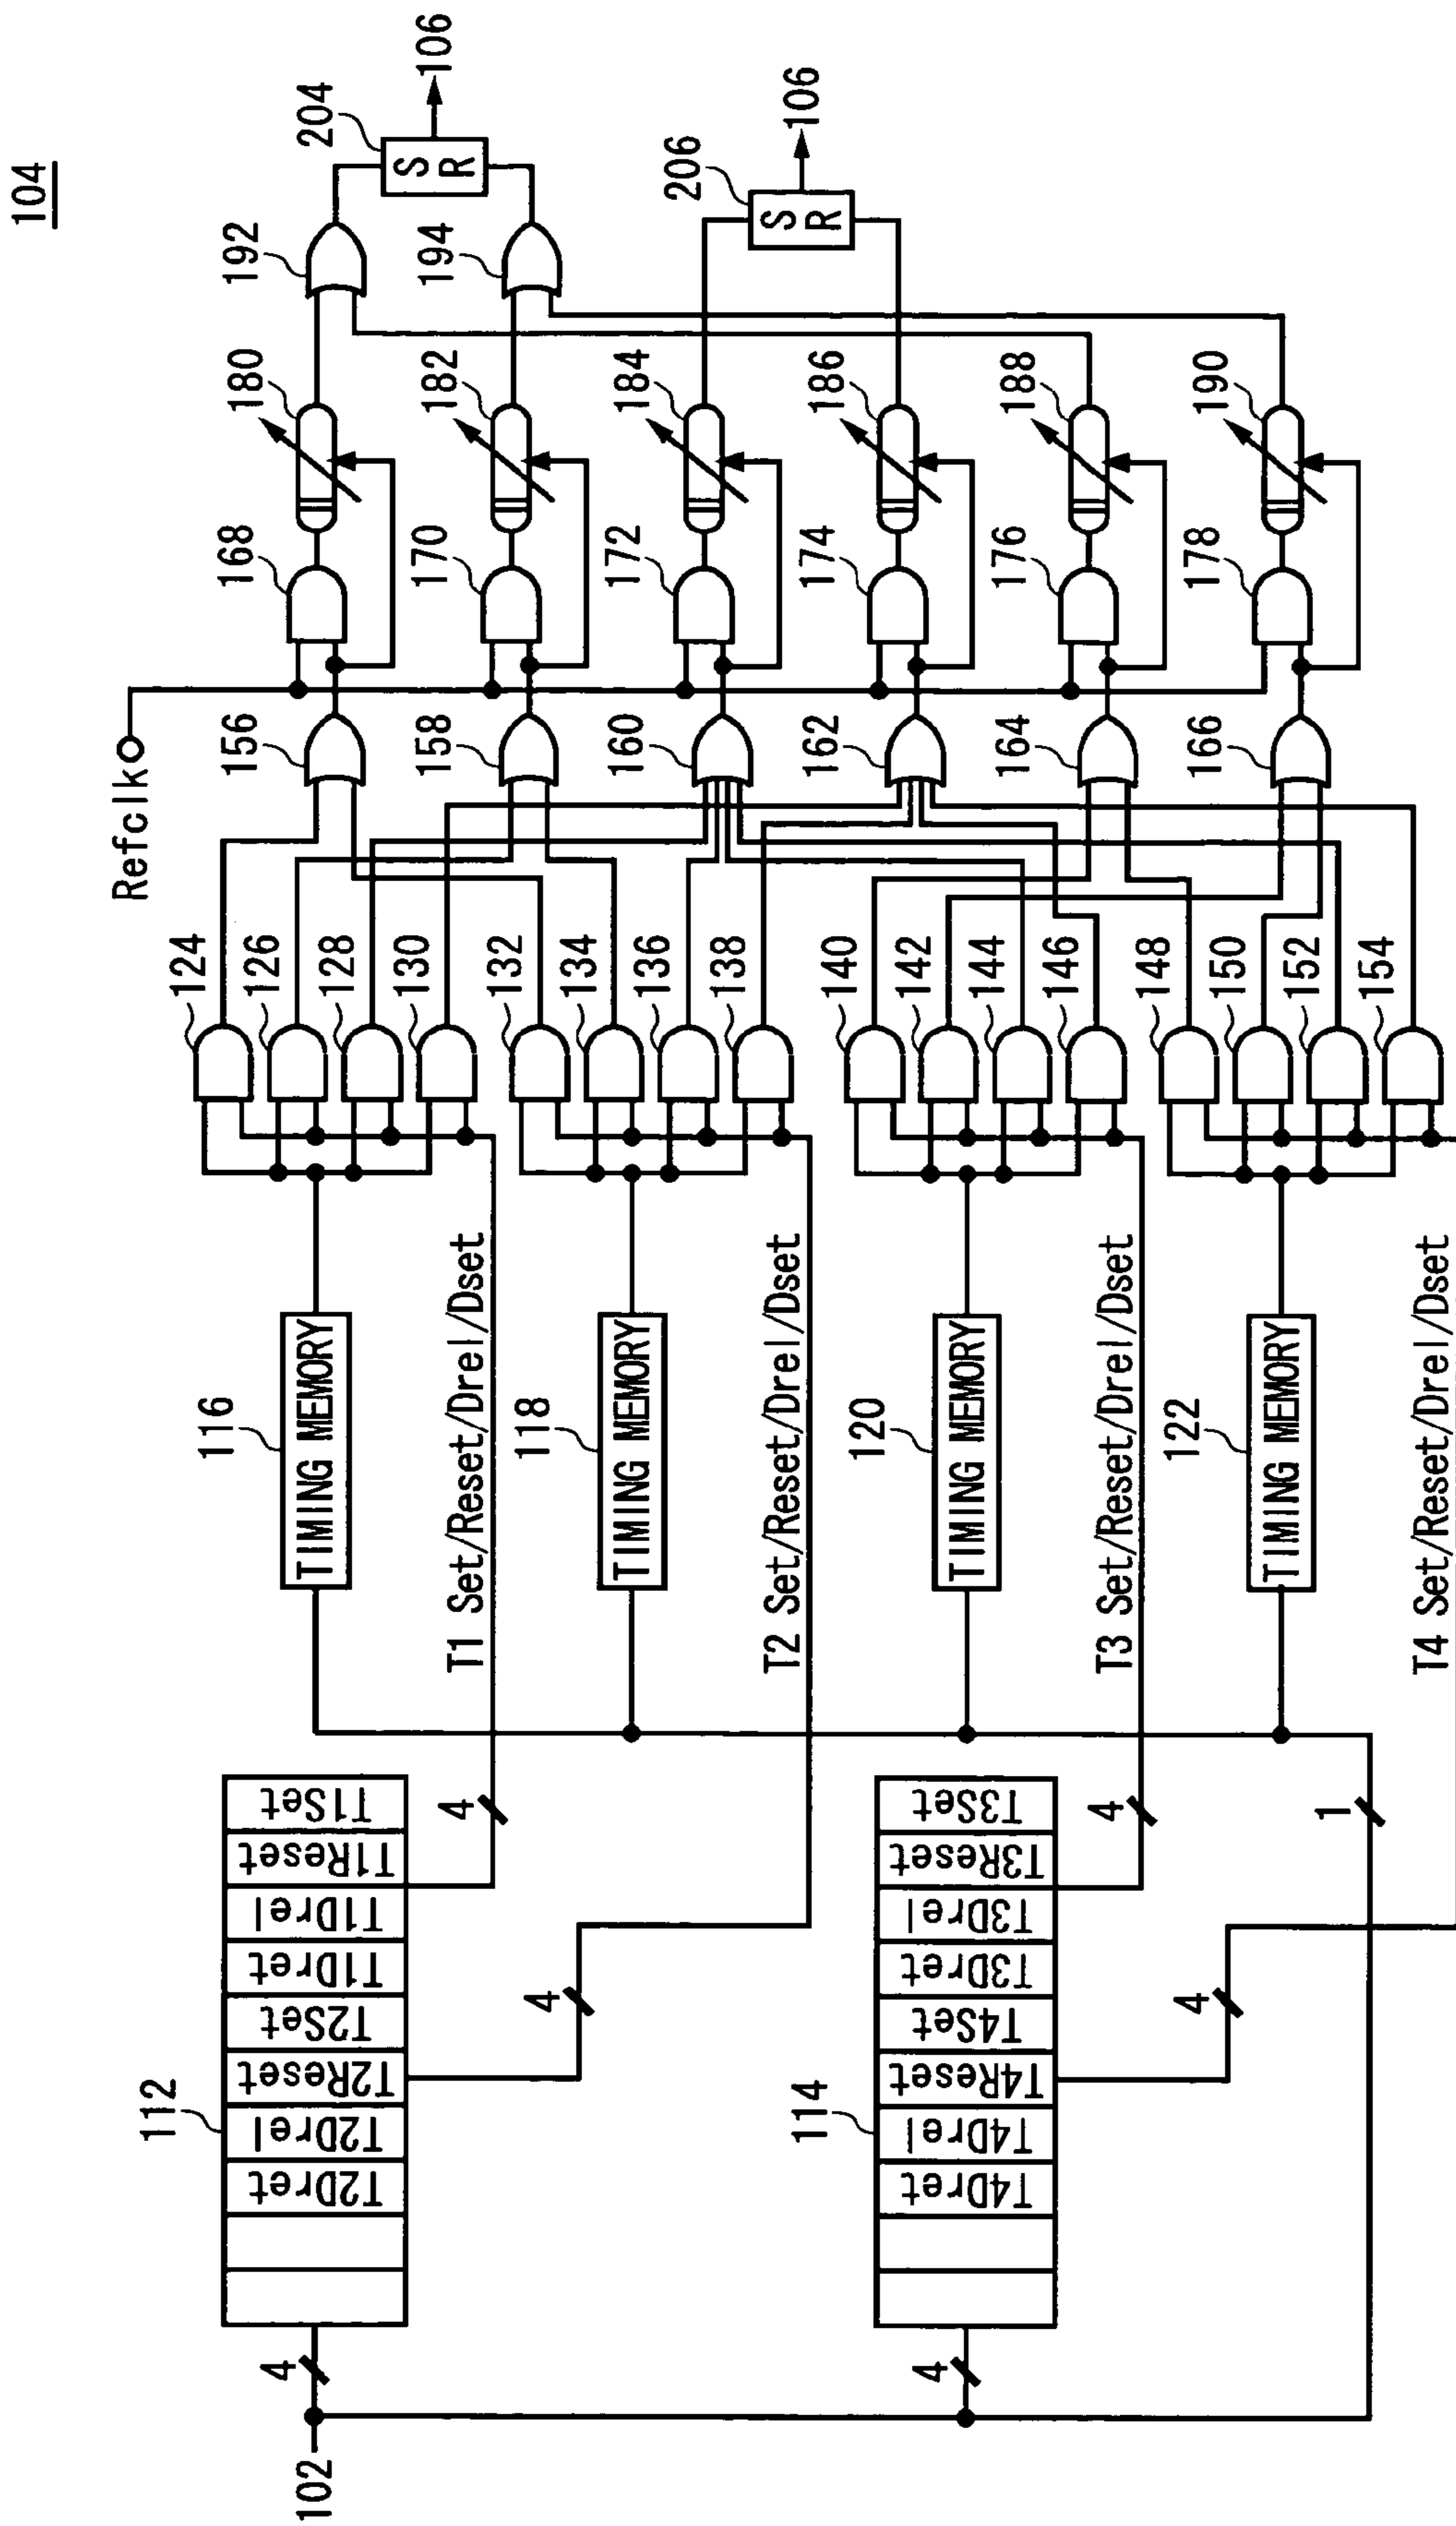 104
102
4
112
T2Dret
T2Drel
T2Reset
T2Set
T1Dret
T1Drel
T1Reset
T1Set
4
4
T1 Set/Reset/Drel/Dset
T2 Set/Reset/Drel/Dset
4
114
T4Dret
T4Drel
T4Reset
T4Set
T3Dret
T3Drel
T3Reset
T3Set
4
4
1
T3 Set/Reset/Drel/Dset
T4 Set/Reset/Drel/Dset
116
TIMING MEMORY
118
TIMING MEMORY
120
TIMING MEMORY
122
TIMING MEMORY
124
126
128
130
132
134
136
138
140
142
144
146
148
150
152
154
Refclk
156
158
160
162
164
166
168
170
172
174
176
178
180
182
184
186
188
190
192
194
204
S
R
106
206
S
R
106